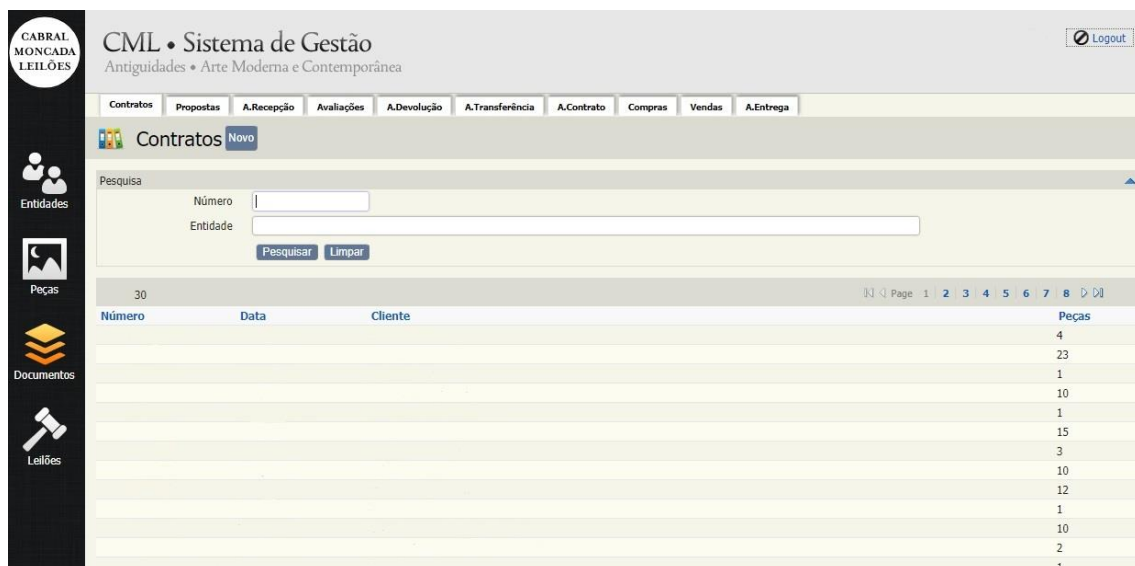 CABRAL
MONCADA
LEILÕES
CML • Sistema de Gestão
Antiguidades • Arte Moderna e Contemporânea
Logout
Contratos Propostas A.Recepção Avaliações A.Devolução A.Transferência A.Contrato Compras Vendas A.Entrega
Contratos Novo
Entidades
Peças
Documentos
Leilões
Pesquisa
Número
Entidade
Pesquisar Limpar
30 Page 1 2 3 4 5 6 7 8
Número Data Cliente Peças
4
23
1
10
1
15
3
10
12
1
10
2